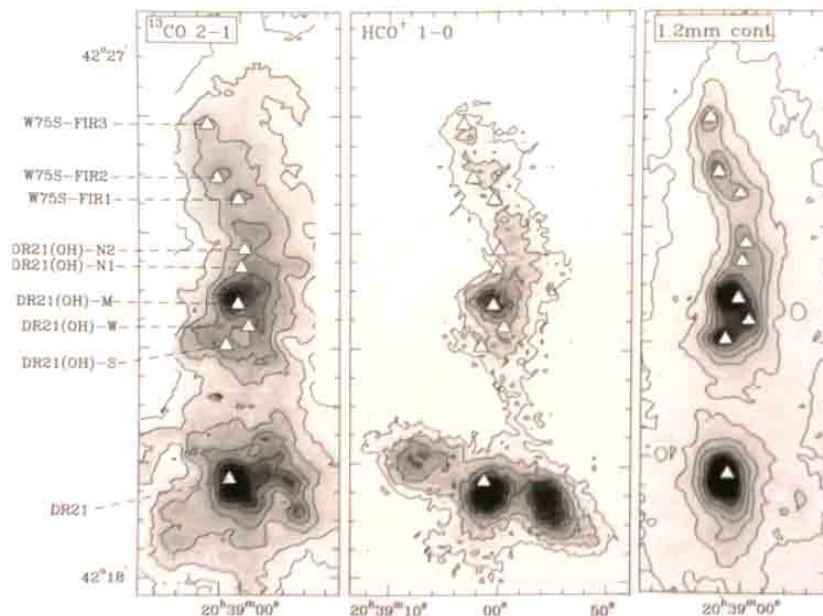 ¹³CO 2-1
HCO⁺ 1-0
1.2mm cont.
42°27'
W75S-FIR3
W75S-FIR2
W75S-FIR1
DR21(OH)-N2
DR21(OH)-N1
DR21(OH)-M
DR21(OH)-W
DR21(OH)-S
DR21
42°18'
20ʰ39ᵐ00ˢ
20ʰ39ᵐ10ˢ
00ˢ
50ˢ
20ʰ39ᵐ00ˢ